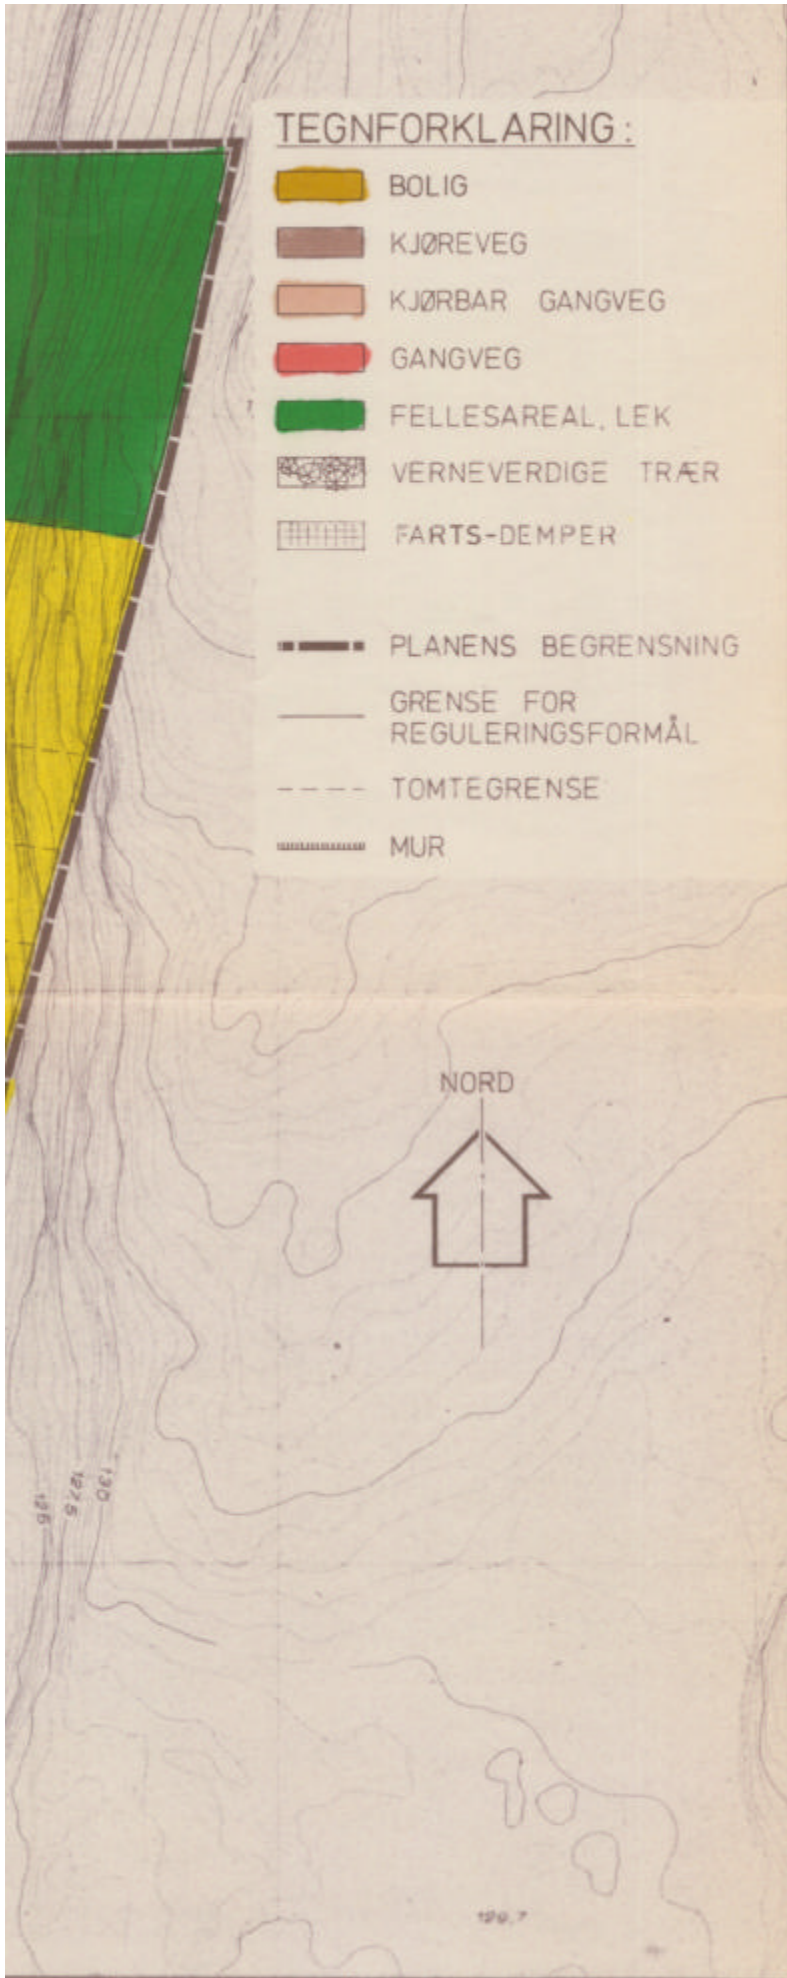 TEGNFORKLARING:
BOLIG
KJØREVEG
KJØRBAR GANGVEG
GANGVEG
FELLESAREAL, LEK
VERNEVERDIGE TRÆR
FARTS-DEMPER
PLANENS BEGRENSNING
GRENSE FOR
REGULERINGSFORMÅL
TOMTEGRENSE
MUR
NORD
125
127.5
130